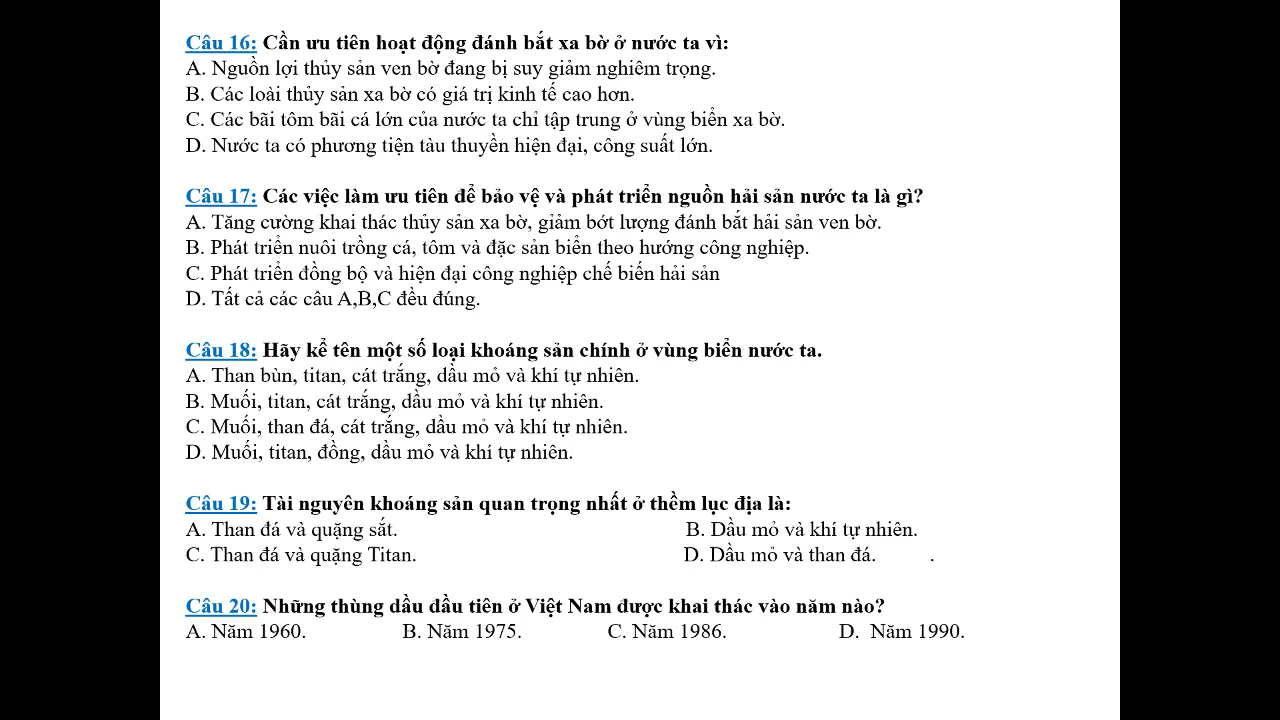 Câu 16: Cần ưu tiên hoạt động đánh bắt xa bờ ở nước ta vì:
A. Nguồn lợi thủy sản ven bờ đang bị suy giảm nghiêm trọng.
B. Các loài thủy sản xa bờ có giá trị kinh tế cao hơn.
C. Các bãi tôm bãi cá lớn của nước ta chỉ tập trung ở vùng biển xa bờ.
D. Nước ta có phương tiện tàu thuyền hiện đại, công suất lớn.
Câu 17: Các việc làm ưu tiên để bảo vệ và phát triển nguồn hải sản nước ta là gì?
A. Tăng cường khai thác thủy sản xa bờ, giảm bớt lượng đánh bắt hải sản ven bờ.
B. Phát triển nuôi trồng cá, tôm và đặc sản biển theo hướng công nghiệp.
C. Phát triển đồng bộ và hiện đại công nghiệp chế biến hải sản
D. Tất cả các câu A,B,C đều đúng.
Câu 18: Hãy kể tên một số loại khoáng sản chính ở vùng biển nước ta.
A. Than bùn, titan, cát trắng, dầu mỏ và khí tự nhiên.
B. Muối, titan, cát trắng, dầu mỏ và khí tự nhiên.
C. Muối, than đá, cát trắng, dầu mỏ và khí tự nhiên.
D. Muối, titan, đồng, dầu mỏ và khí tự nhiên.
Câu 19: Tài nguyên khoáng sản quan trọng nhất ở thềm lục địa là:
A. Than đá và quặng sắt. B. Dầu mỏ và khí tự nhiên.
C. Than đá và quặng Titan. D. Dầu mỏ và than đá. .
Câu 20: Những thùng dầu đầu tiên ở Việt Nam được khai thác vào năm nào?
A. Năm 1960. B. Năm 1975. C. Năm 1986. D. Năm 1990.